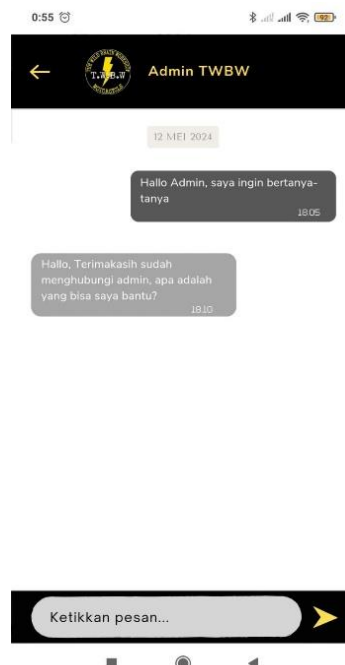 0:55
92
T.W.B.W
Admin TWBW
12 MEI 2024
Hallo Admin, saya ingin bertanya-
tanya
18.05
Hallo, Terimakasih sudah
menghubungi admin, apa adalah
yang bisa saya bantu?
18.10
Ketikkan pesan...